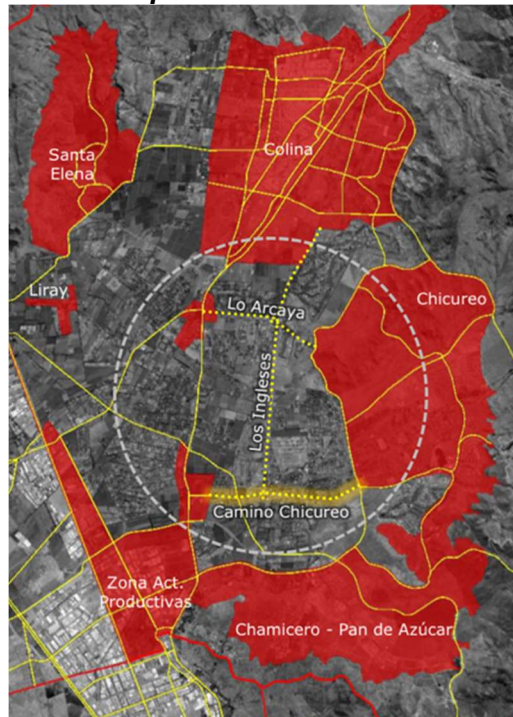 Colina
Santa
Elena
Liray
Chicureo
Lo Arcaya
Los Ingleses
Camino Chicureo
Zona Act.
Productivas
Chamicero - Pan de Azúcar